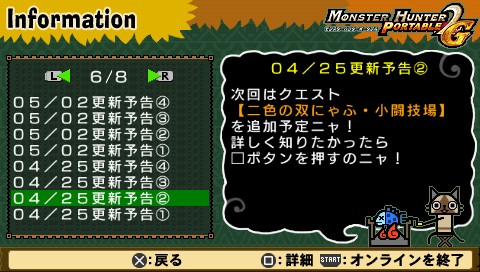 Information
MONSTER HUNTER
PORTABLE 2 G
L 6/8 R
05/02更新予告④
05/02更新予告③
05/02更新予告②
05/02更新予告①
04/25更新予告④
04/25更新予告③
04/25更新予告②
04/25更新予告①
04/25更新予告②
次回はクエスト
【二色の双にゃふ・小闘技場】
を追加予定ニャ！
詳しく知りたかったら
□ボタンを押すのニャ！
×:戻る
□:詳細 START:オンラインを終了